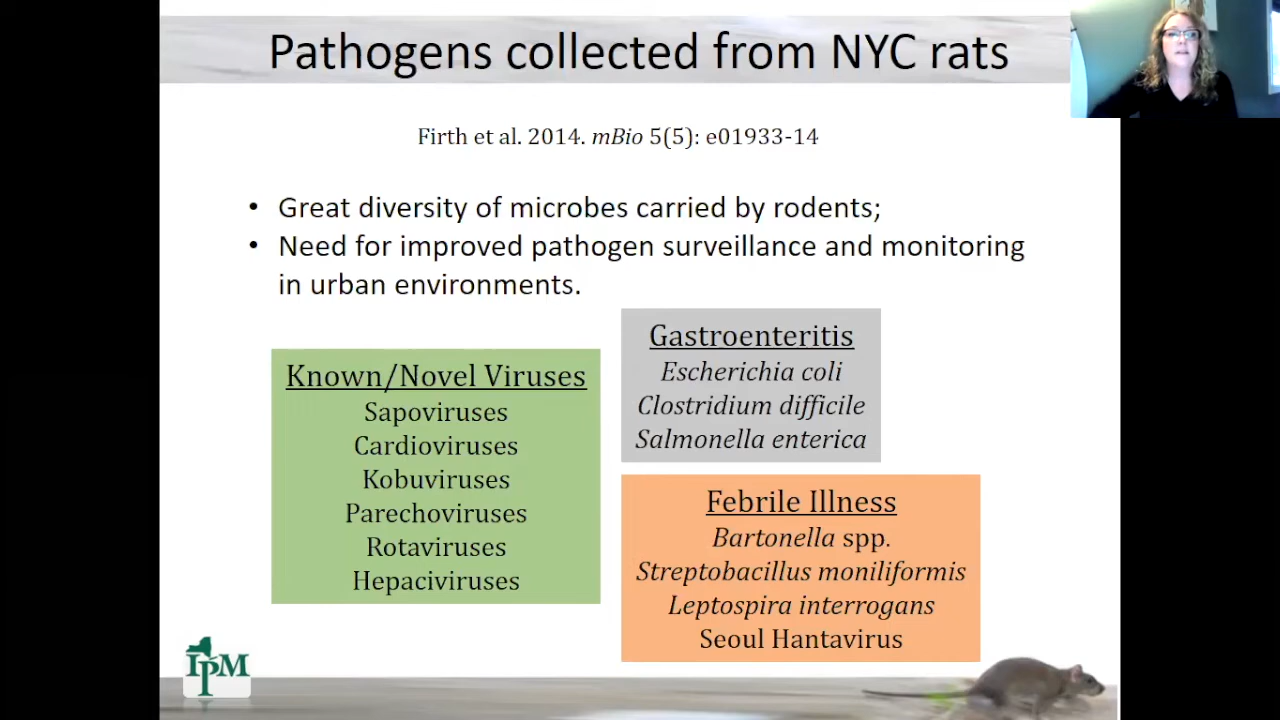 Pathogens collected from NYC rats
Firth et al. 2014. mBio 5(5): e01933-14
• Great diversity of microbes carried by rodents;
• Need for improved pathogen surveillance and monitoring
in urban environments.
Known/Novel Viruses
Sapoviruses
Cardioviruses
Kobuviruses
Parechoviruses
Rotaviruses
Hepaciviruses
Gastroenteritis
Escherichia coli
Clostridium difficile
Salmonella enterica
Febrile Illness
Bartonella spp.
Streptobacillus moniliformis
Leptospira interrogans
Seoul Hantavirus
IPM